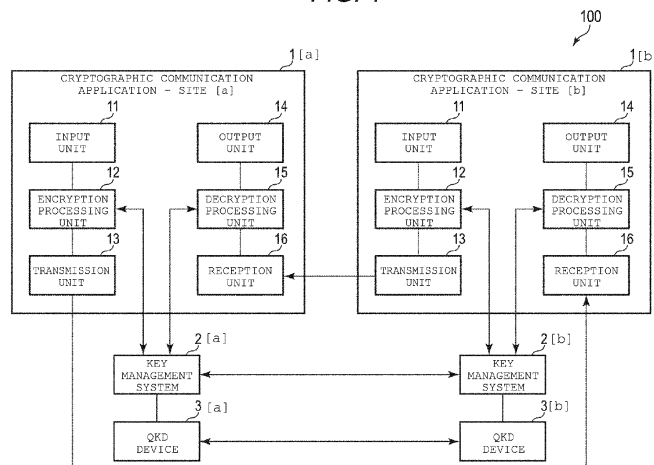 100
1 [a]
CRYPTOGRAPHIC COMMUNICATION
APPLICATION - SITE [a]
11
INPUT
UNIT
14
OUTPUT
UNIT
12
ENCRYPTION
PROCESSING
UNIT
15
DECRYPTION
PROCESSING
UNIT
13
TRANSMISSION
UNIT
16
RECEPTION
UNIT
1[b
CRYPTOGRAPHIC COMMUNICATION
APPLICATION - SITE [b]
11
INPUT
UNIT
14
OUTPUT
UNIT
12
ENCRYPTION
PROCESSING
UNIT
15
DECRYPTION
PROCESSING
UNIT
13
TRANSMISSION
UNIT
16
RECEPTION
UNIT
2 [a]
KEY
MANAGEMENT
SYSTEM
2 [b]
KEY
MANAGEMENT
SYSTEM
3 [a]
QKD
DEVICE
3[b]
QKD
DEVICE